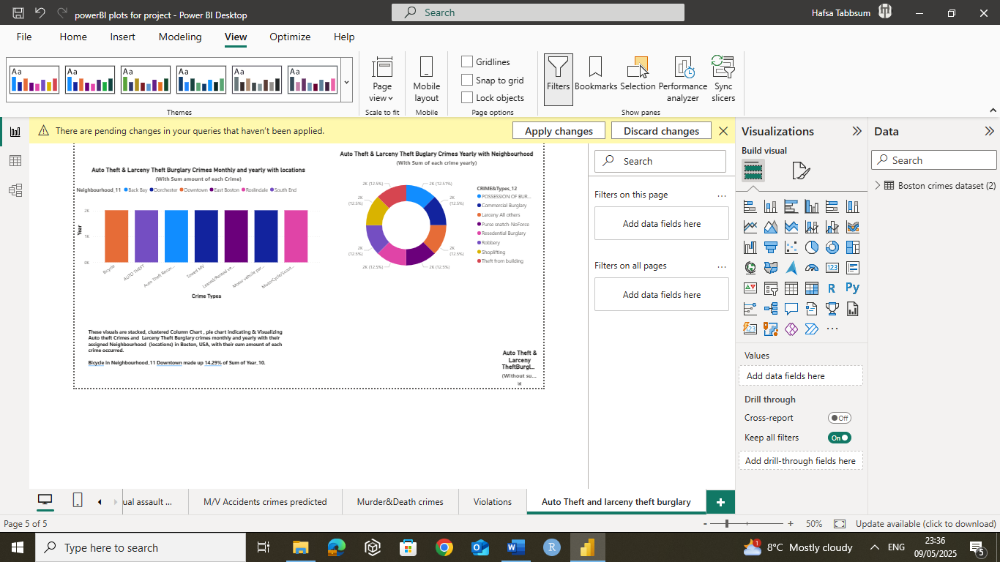 powerBI plots for project - Power BI Desktop
Search
Hafsa Tabbsum
File Home Insert Modeling View Optimize Help
Aa Aa Aa Aa Aa Aa
Page view
Mobile layout
Gridlines
Snap to grid
Lock objects
Filters
Bookmarks
Selection
Performance analyzer
Sync slicers
Themes
Scale to fit
Mobile
Page options
Show panes
There are pending changes in your queries that haven't been applied.
Apply changes
Discard changes
Auto Theft & Larceny Theft Burglary Crimes Monthly and yearly with locations
(With Sum amount of each Crime)
Neighbourhood_11 Back Bay Dorchester Downtown East Boston Roslindale South End
Year
2K
1K
0K
Bicycle
AUTO THEFT
Auto Theft Recov...
Towed MV
Leased/Rented ve...
Motor vehicle par...
MotorCycle/Scoot...
Crime Types
Auto Theft & Larceny Theft Buglary Crimes Yearly with Neighbourhood
(With Sum of each crime yearly)
2K (12.5%)
2K (12.51%)
2K
(12.5%)
2K
(12.5%)
2K
(12.5%)
2K
(12.5%)
2K (12.5%)
2K (12.5%)
CRIME&Types_12
POSSESSION OF BUR...
Commercial Burglary
Larceny All others
Purse snatch NoForce
Resedential Burglary
Robbery
Shoplifting
Theft from building
These visuals are stacked, clustered Column Chart , pie chart indicating & Visualizing
Auto theft Crimes and Larceny Theft Burglary crimes monthly and yearly with their
assigned Neighbourhood (locations) in Boston, USA, with their sum amount of each
crime occurred.
Bicycle in Neighbourhood_11 Downtown made up 14.29% of Sum of Year_10.
Auto Theft &
Larceny
TheftBurgl...
(Without su...
Search
Filters on this page
...
Add data fields here
Filters on all pages
...
Add data fields here
Visualizations
Build visual
R
Py
123
...
Values
Add data fields here
Drill through
Cross-report
Off
Keep all filters
On
Add drill-through fields here
Data
Search
Boston crimes dataset (2)
ual assault ...
M/V Accidents crimes predicted
Murder&Death crimes
Violations
Auto Theft and larceny theft burglary
+
Page 5 of 5
- + 50%
Update available (click to download)
Type here to search
W
R
1
8°C Mostly cloudy
ENG
23:36
09/05/2025
5